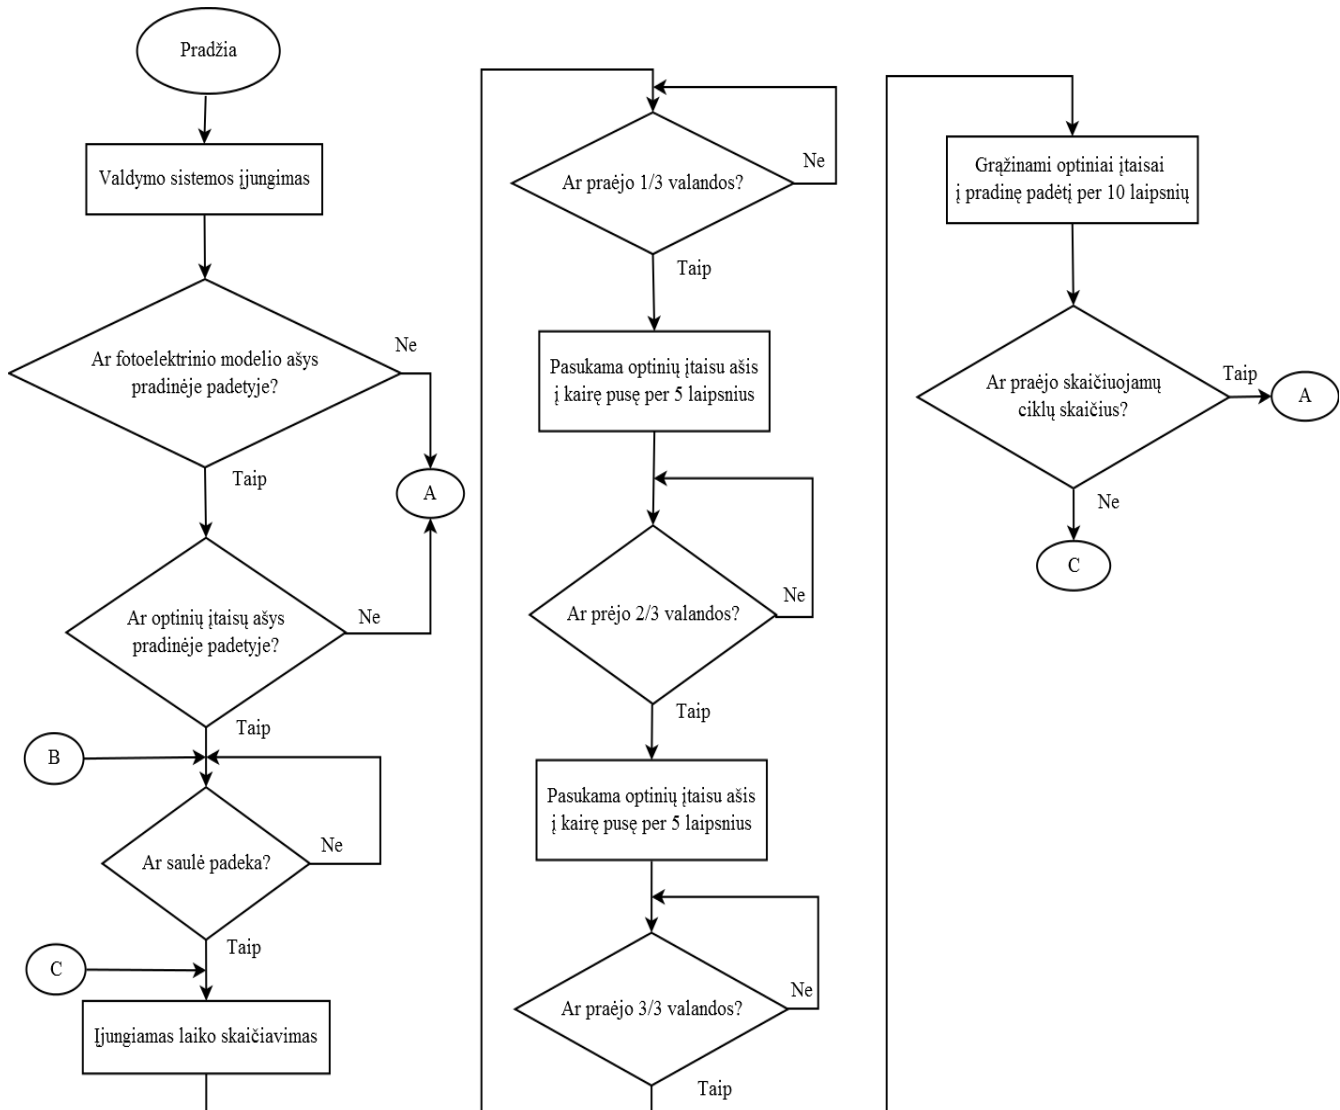 Pradžia
Valdymo sistemos įjungimas
Ar fotoelektrinio modelio ašys
pradinėje padetyje?
Ne
Taip
A
Ar optinių įtaisų ašys
pradinėje padetyje?
Ne
Taip
B
Ar saulė padeka?
Ne
Taip
C
Įjungiamas laiko skaičiavimas
Ar praėjo 1/3 valandos?
Ne
Taip
Pasukama optinių įtaisu ašis
į kairę pusę per 5 laipsnius
Ar prėjo 2/3 valandos?
Ne
Taip
Pasukama optinių įtaisu ašis
į kairę pusę per 5 laipsnius
Ar praėjo 3/3 valandos?
Ne
Taip
Grąžinami optiniai įtaisai
į pradinę padėtį per 10 laipsnių
Ar praėjo skaičiuojamų
ciklų skaičius?
Taip
A
Ne
C